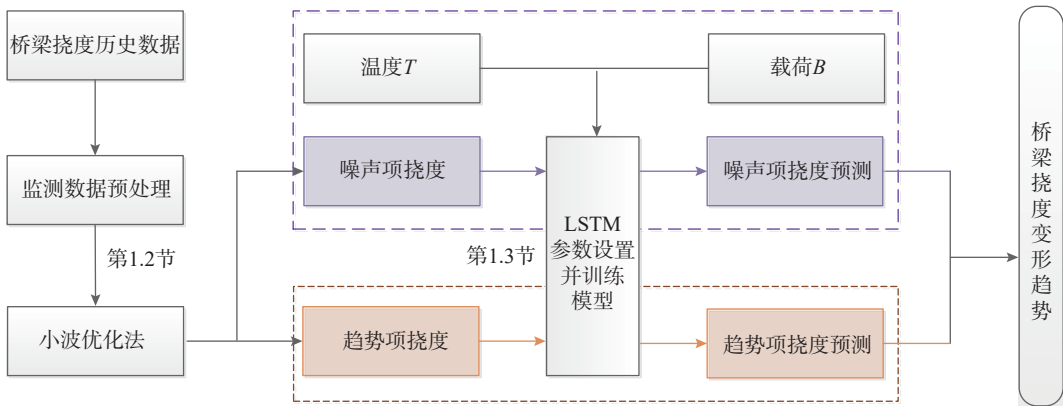 桥梁挠度历史数据
监测数据预处理
第1.2节
小波优化法
温度T
载荷B
噪声项挠度
噪声项挠度预测
LSTM
参数设置
并训练
模型
第1.3节
趋势项挠度
趋势项挠度预测
桥梁挠度变形趋势